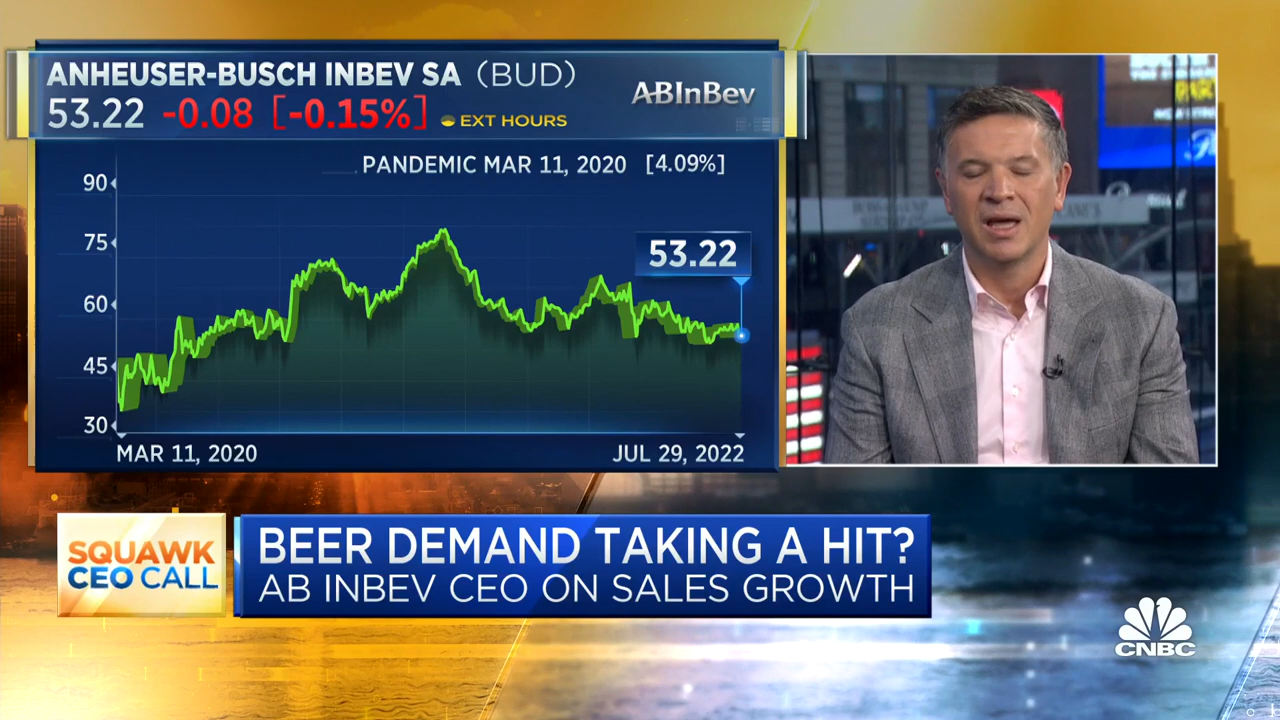 ANHEUSER-BUSCH INBEV SA (BUD)
53.22 -0.08 [-0.15%] EXT HOURS
ABInBev
PANDEMIC MAR 11, 2020 [4.09%]
90
75
60
45
30
53.22
MAR 11, 2020
JUL 29, 2022
SQUAWK
CEO CALL
BEER DEMAND TAKING A HIT?
AB INBEV CEO ON SALES GROWTH
CNBC